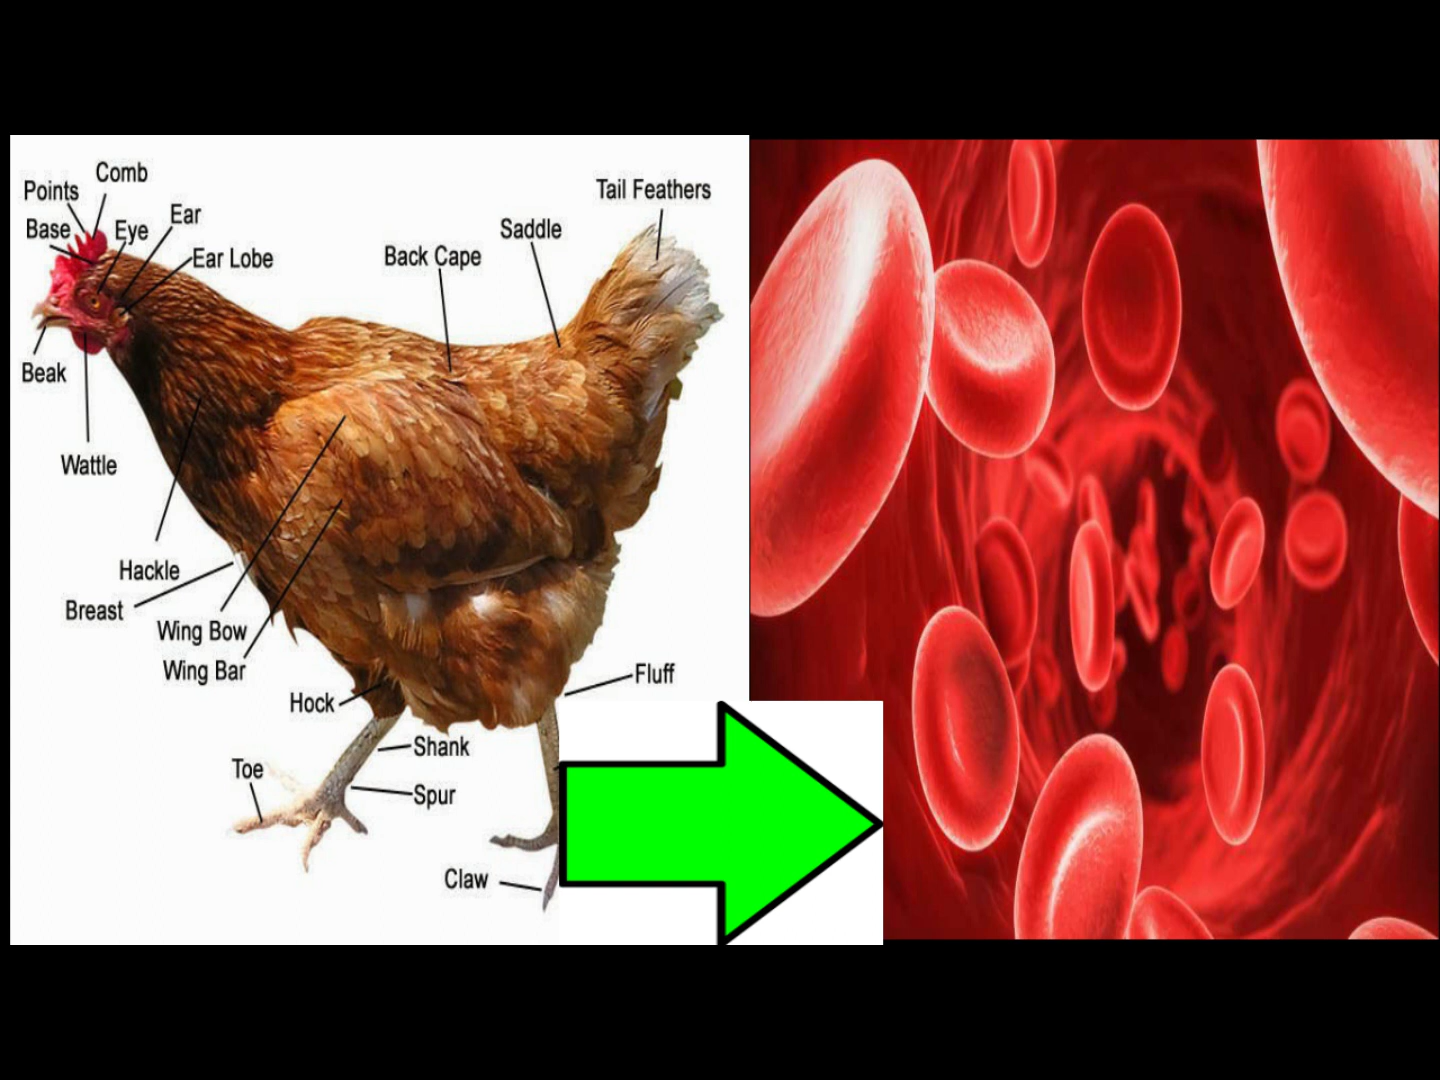 Comb
Points
Base
Eye
Ear
Ear Lobe
Back Cape
Saddle
Tail Feathers
Beak
Wattle
Hackle
Breast
Wing Bow
Wing Bar
Hock
Fluff
Shank
Toe
Spur
Claw